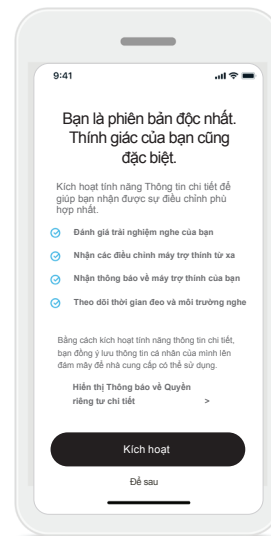 9:41
Bạn là phiên bản độc nhất.
Thính giác của bạn cũng
đặc biệt.
Kích hoạt tính năng Thông tin chi tiết để
giúp bạn nhận được sự điều chỉnh phù
hợp nhất.
Đánh giá trải nghiệm nghe của bạn
Nhận các điều chỉnh máy trợ thính từ xa
Nhận thông báo về máy trợ thính của bạn
Theo dõi thời gian đeo và môi trường nghe
Bằng cách kích hoạt tính năng thông tin chi tiết,
bạn đồng ý lưu thông tin cá nhân của mình lên
đám mây để nhà cung cấp có thể sử dụng.
Hiển thị Thông báo về Quyền
riêng tư chi tiết >
Kích hoạt
Để sau